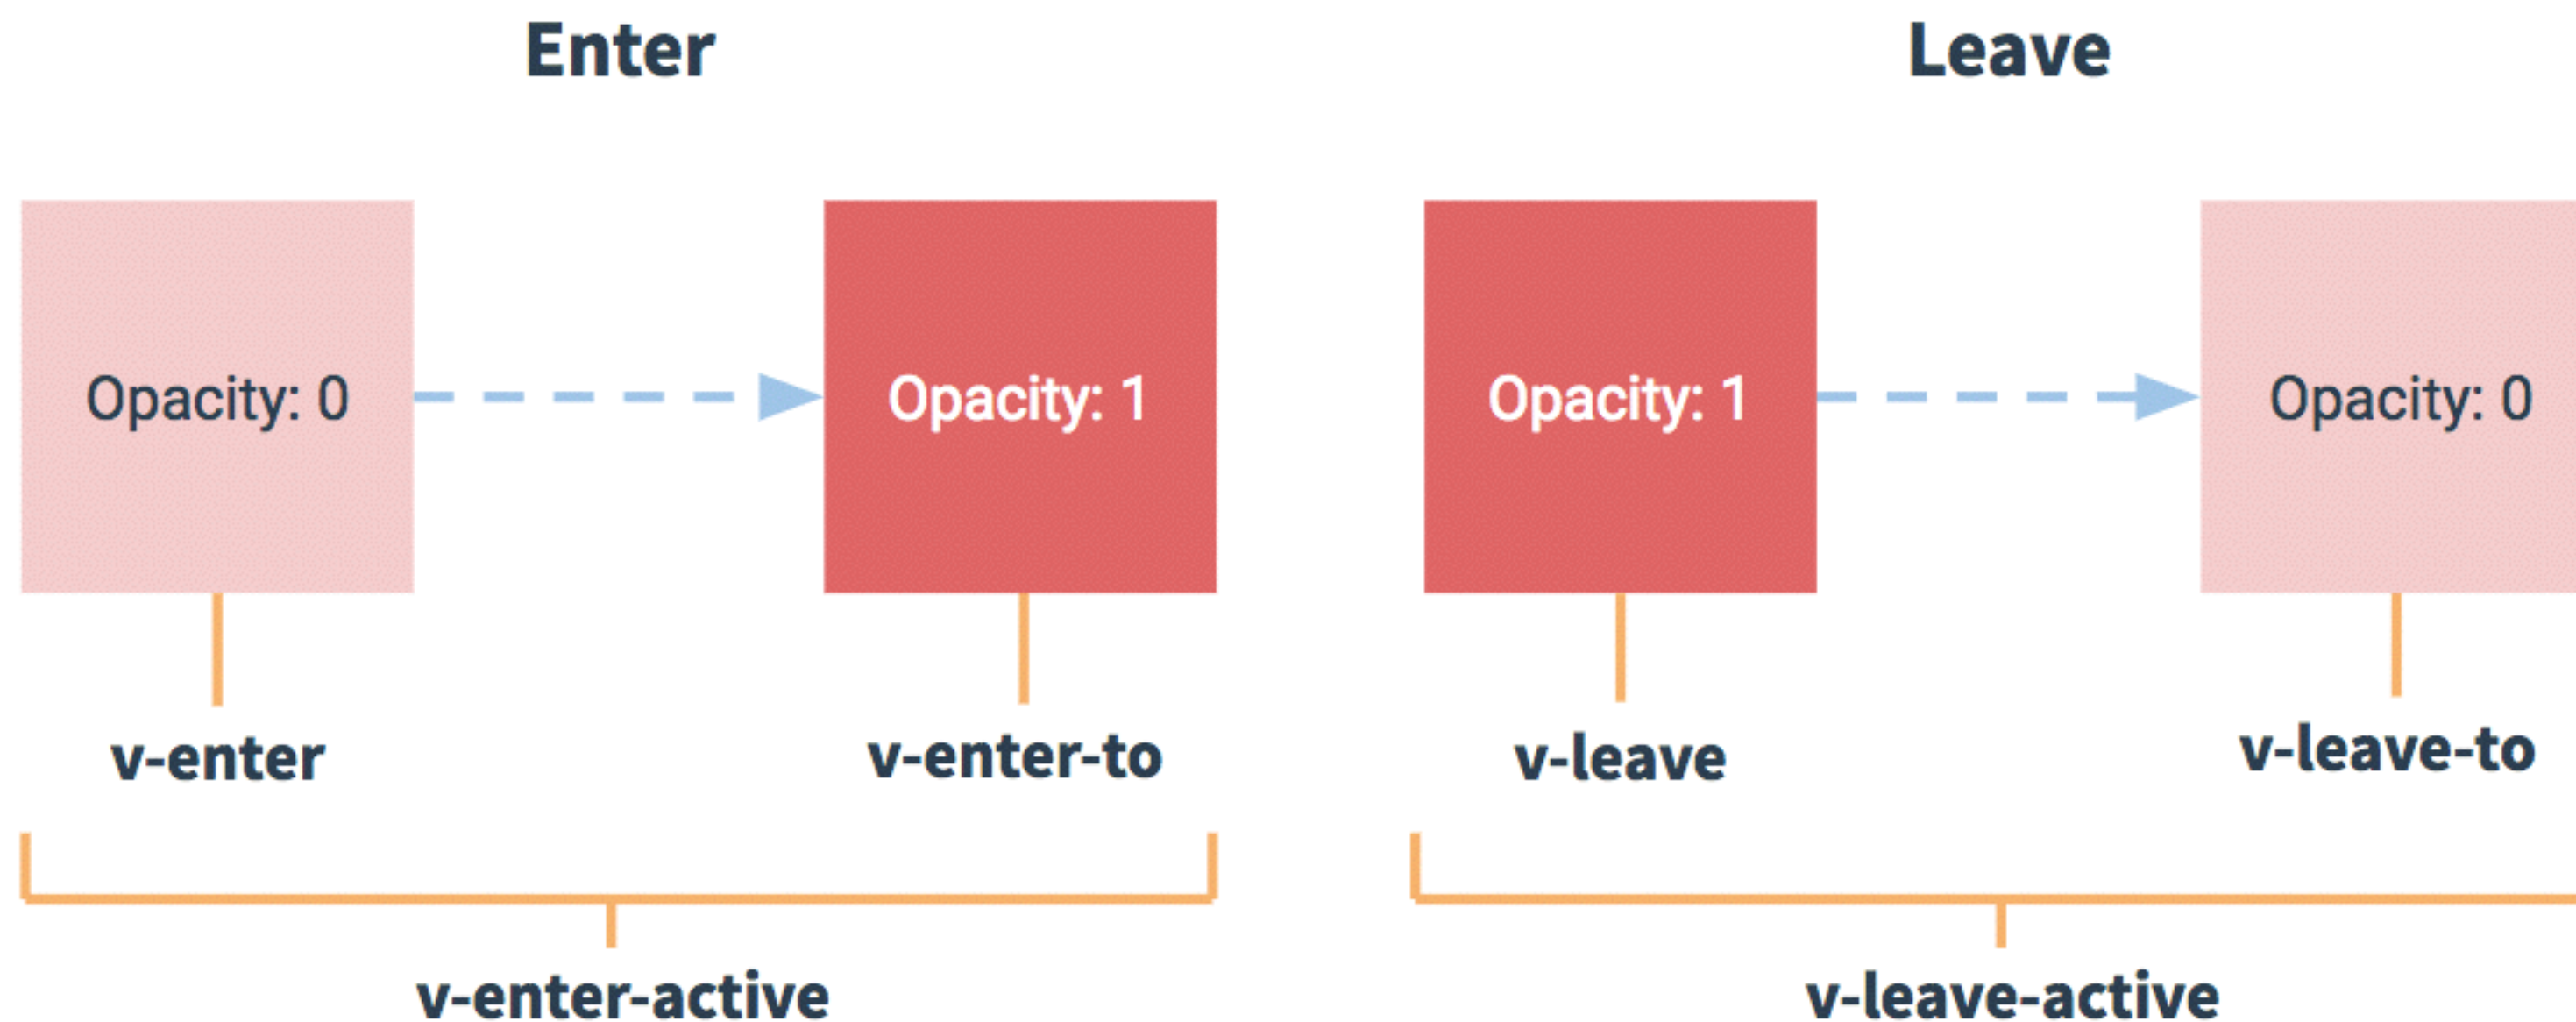 Enter
Leave
Opacity: 0
Opacity: 1
Opacity: 1
Opacity: 0
v-enter
v-enter-to
v-leave
v-leave-to
v-enter-active
v-leave-active